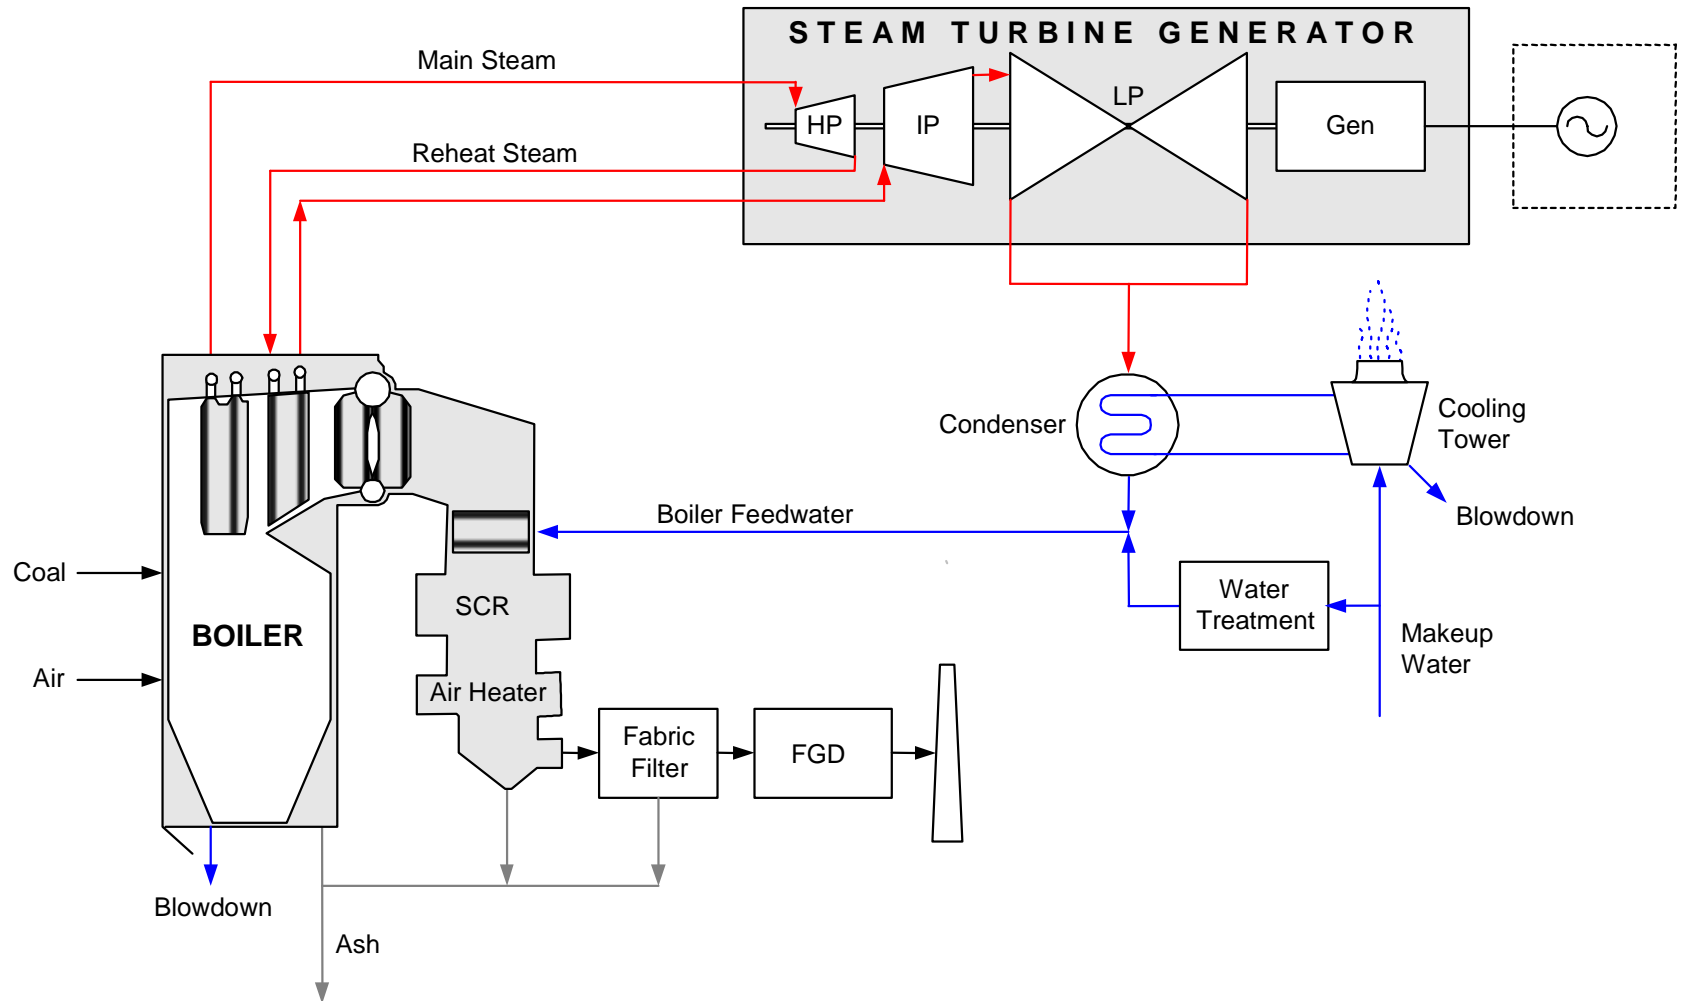 STEAM TURBINE GENERATOR
Main Steam
LP
HP
IP
Gen
Reheat Steam
Condenser
Cooling
Tower
Boiler Feedwater
Blowdown
Coal
SCR
Water
Treatment
BOILER
Makeup
Water
Air
Air Heater
Fabric
Filter
FGD
Blowdown
Ash